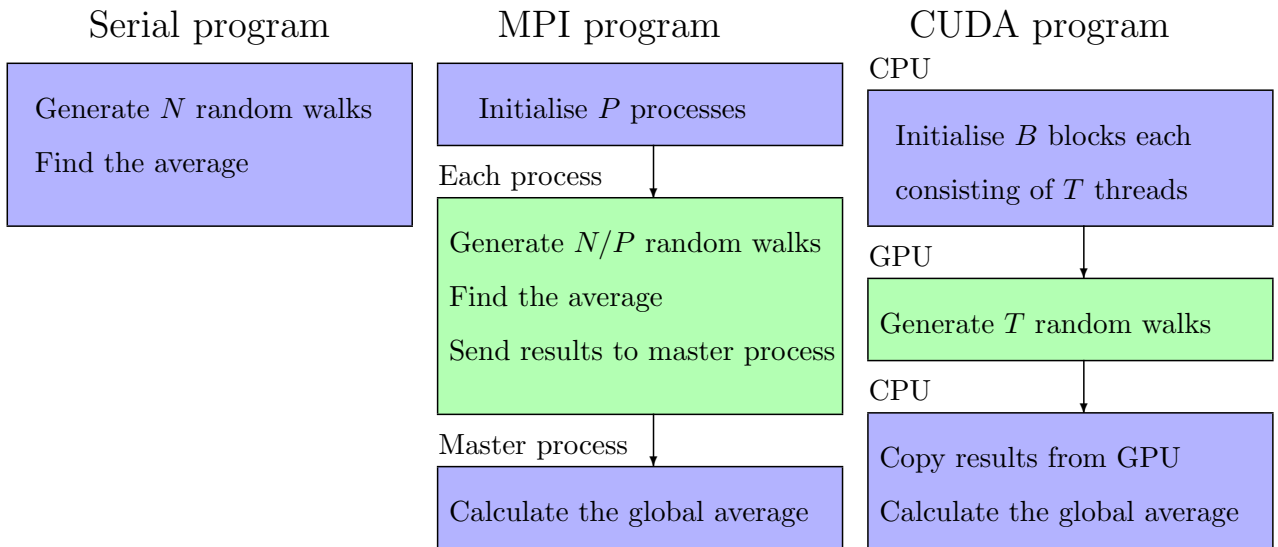 Serial program
Generate N random walks
Find the average
MPI program
Initialise P processes
Each process
Generate N/P random walks
Find the average
Send results to master process
Master process
Calculate the global average
CUDA program
CPU
Initialise B blocks each
consisting of T threads
GPU
Generate T random walks
CPU
Copy results from GPU
Calculate the global average